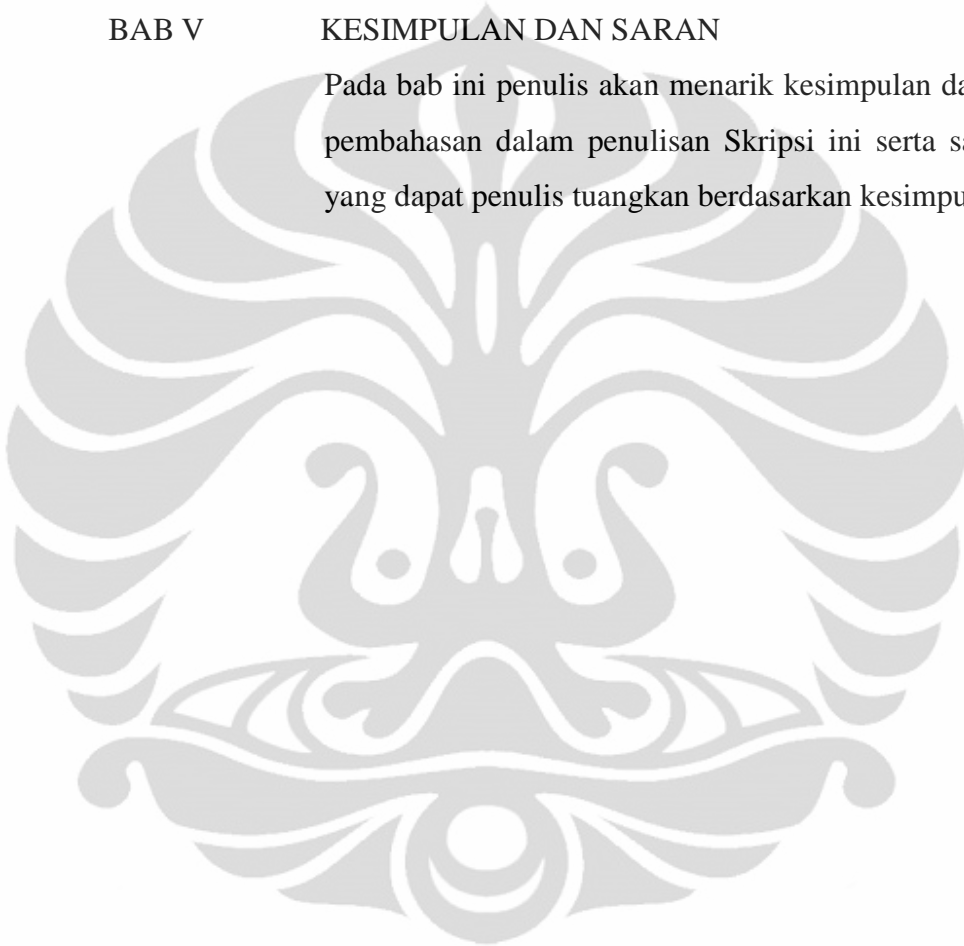 BAB V KESIMPULAN DAN SARAN
Pada bab ini penulis akan menarik kesimpulan
pembahasan dalam penulisan Skripsi ini serta
yang dapat penulis tuangkan berdasarkan